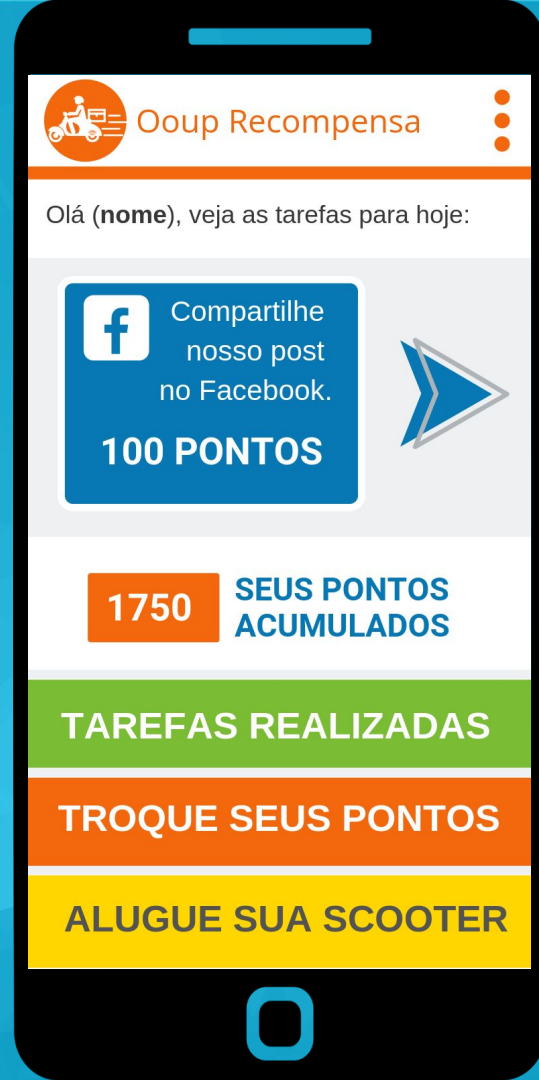 Ooup Recompensa
Olá (nome), veja as tarefas para hoje:
f
Compartilhe
nosso post
no Facebook.
100 PONTOS
1750
SEUS PONTOS
ACUMULADOS
TAREFAS REALIZADAS
TROQUE SEUS PONTOS
ALUGUE SUA SCOOTER